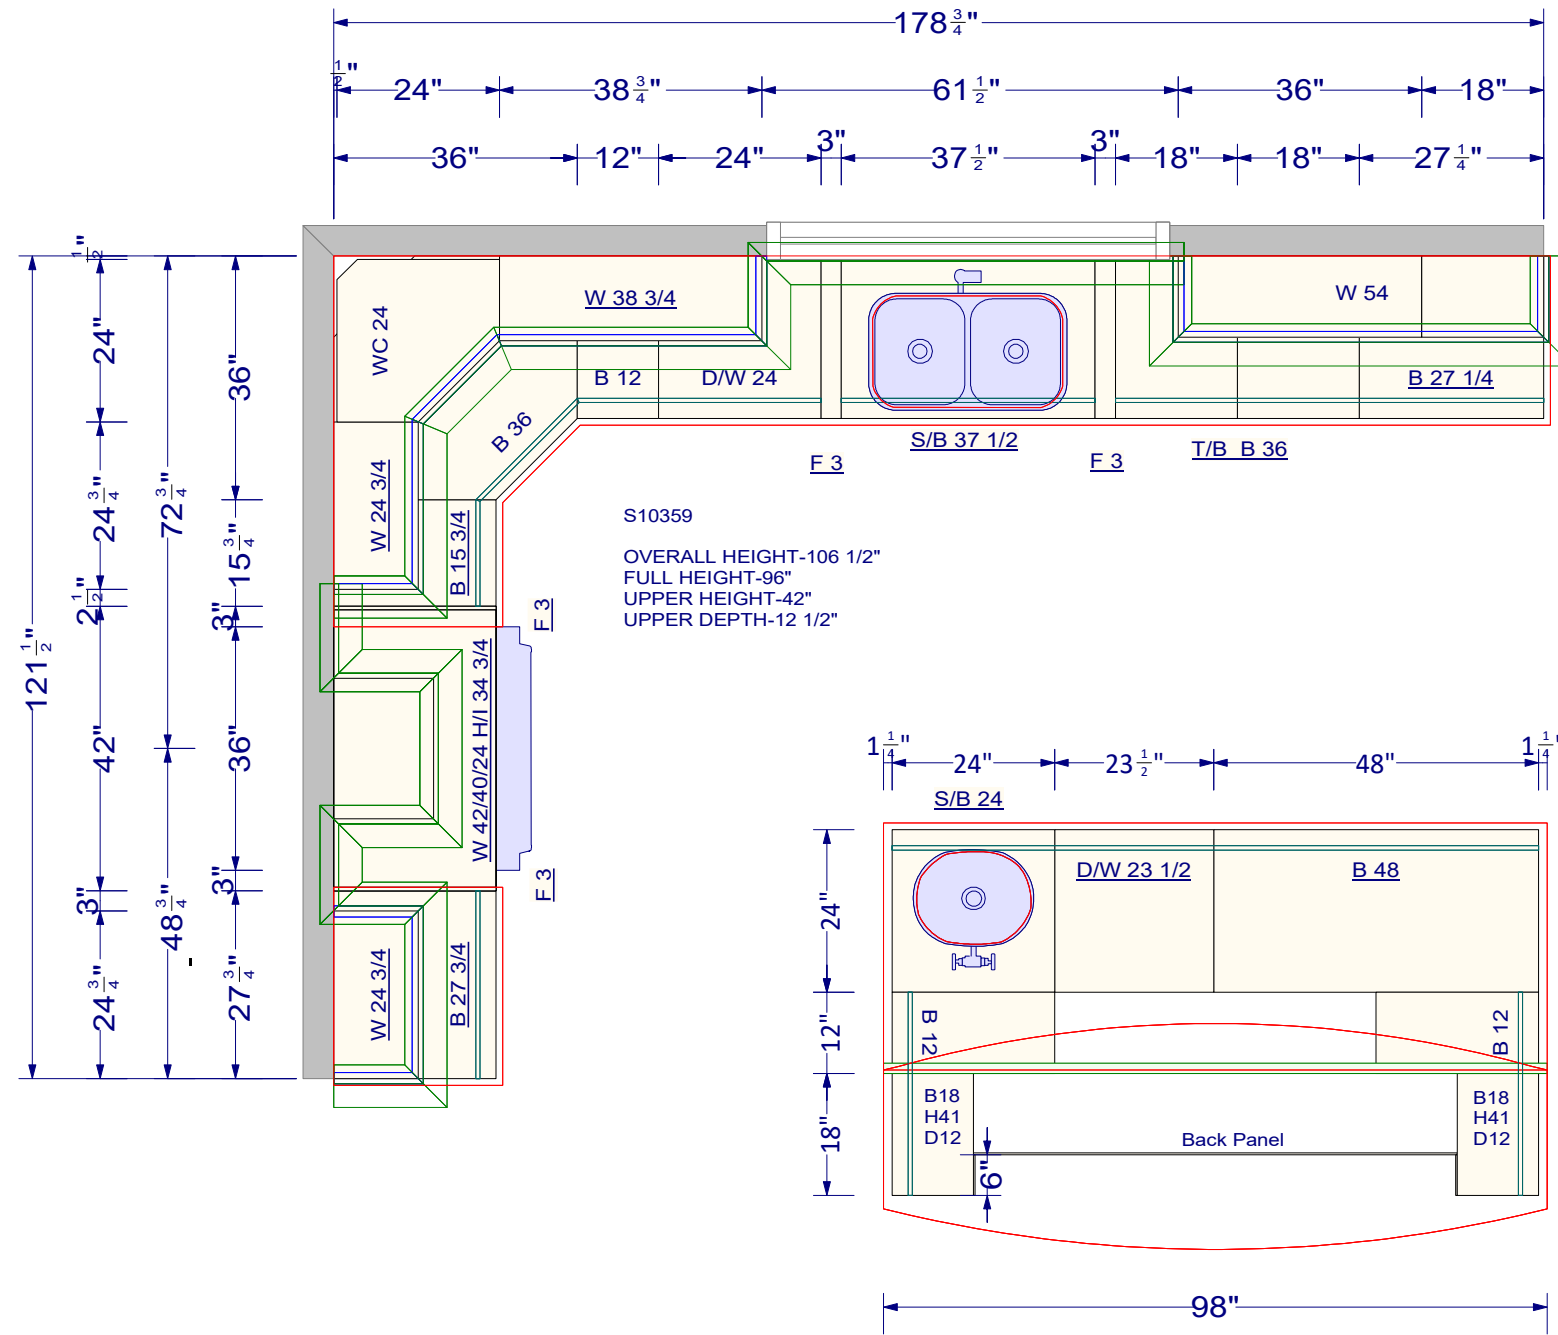 178 3/4"
1/2"
24"
38 3/4"
61 1/2"
36"
18"
36"
12"
24"
3"
37 1/2"
3"
18"
18"
27 1/4"
1/2"
24"
36"
24 3/4"
72 3/4"
15 3/4"
2 1/2"
3"
121 1/2"
42"
36"
3"
3"
48 3/4"
24 3/4"
27 3/4"
WC 24
W 38 3/4
W 54
B 12
D/W 24
B 27 1/4
B 36
S/B 37 1/2
F 3
F 3
T/B B 36
W 24 3/4
B 15 3/4
S10359
OVERALL HEIGHT-106 1/2"
FULL HEIGHT-96"
UPPER HEIGHT-42"
UPPER DEPTH-12 1/2"
F 3
W 42/40/24 H/I 34 3/4
F 3
W 24 3/4
B 27 3/4
1 1/4"
24"
23 1/2"
48"
1 1/4"
S/B 24
D/W 23 1/2
B 48
24"
12"
18"
B 12
B 12
B18
H41
D12
B18
H41
D12
Back Panel
6"
98"